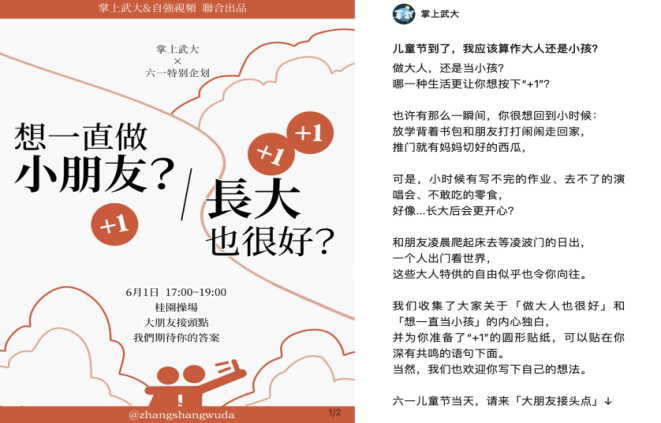 掌上武大&自強視頻 聯合出品
掌上武大
×
六一特別企划
想一直做
小朋友？
+1
+1
+1
/
長大
也很好？
6月1日 17:00~19:00
桂園操場
大朋友接頭點
我們期待你的答案
@zhangshangwuda
1/2
掌上武大
儿童节到了，我应该算作大人还是小孩？
做大人，还是当小孩？
哪一种生活更让你想按下“+1”？
也许有那么一瞬间，你很想回到小时候：
放学背着书包和朋友打打闹闹走回家，
推门就有妈妈切好的西瓜，
可是，小时候有写不完的作业、去不了的演
唱会、不敢吃的零食，
好像…长大后会更开心？
和朋友凌晨爬起床去等凌波门的日出，
一个人出门看世界，
这些大人特供的自由似乎也令你向往。
我们收集了大家关于「做大人也很好」和
「想一直当小孩」的内心独白，
并为你准备了“+1”的圆形贴纸，可以贴在你
深有共鸣的语句下面。
当然，我们也欢迎你写下自己的想法。
六一儿童节当天，请来「大朋友接头点」↓